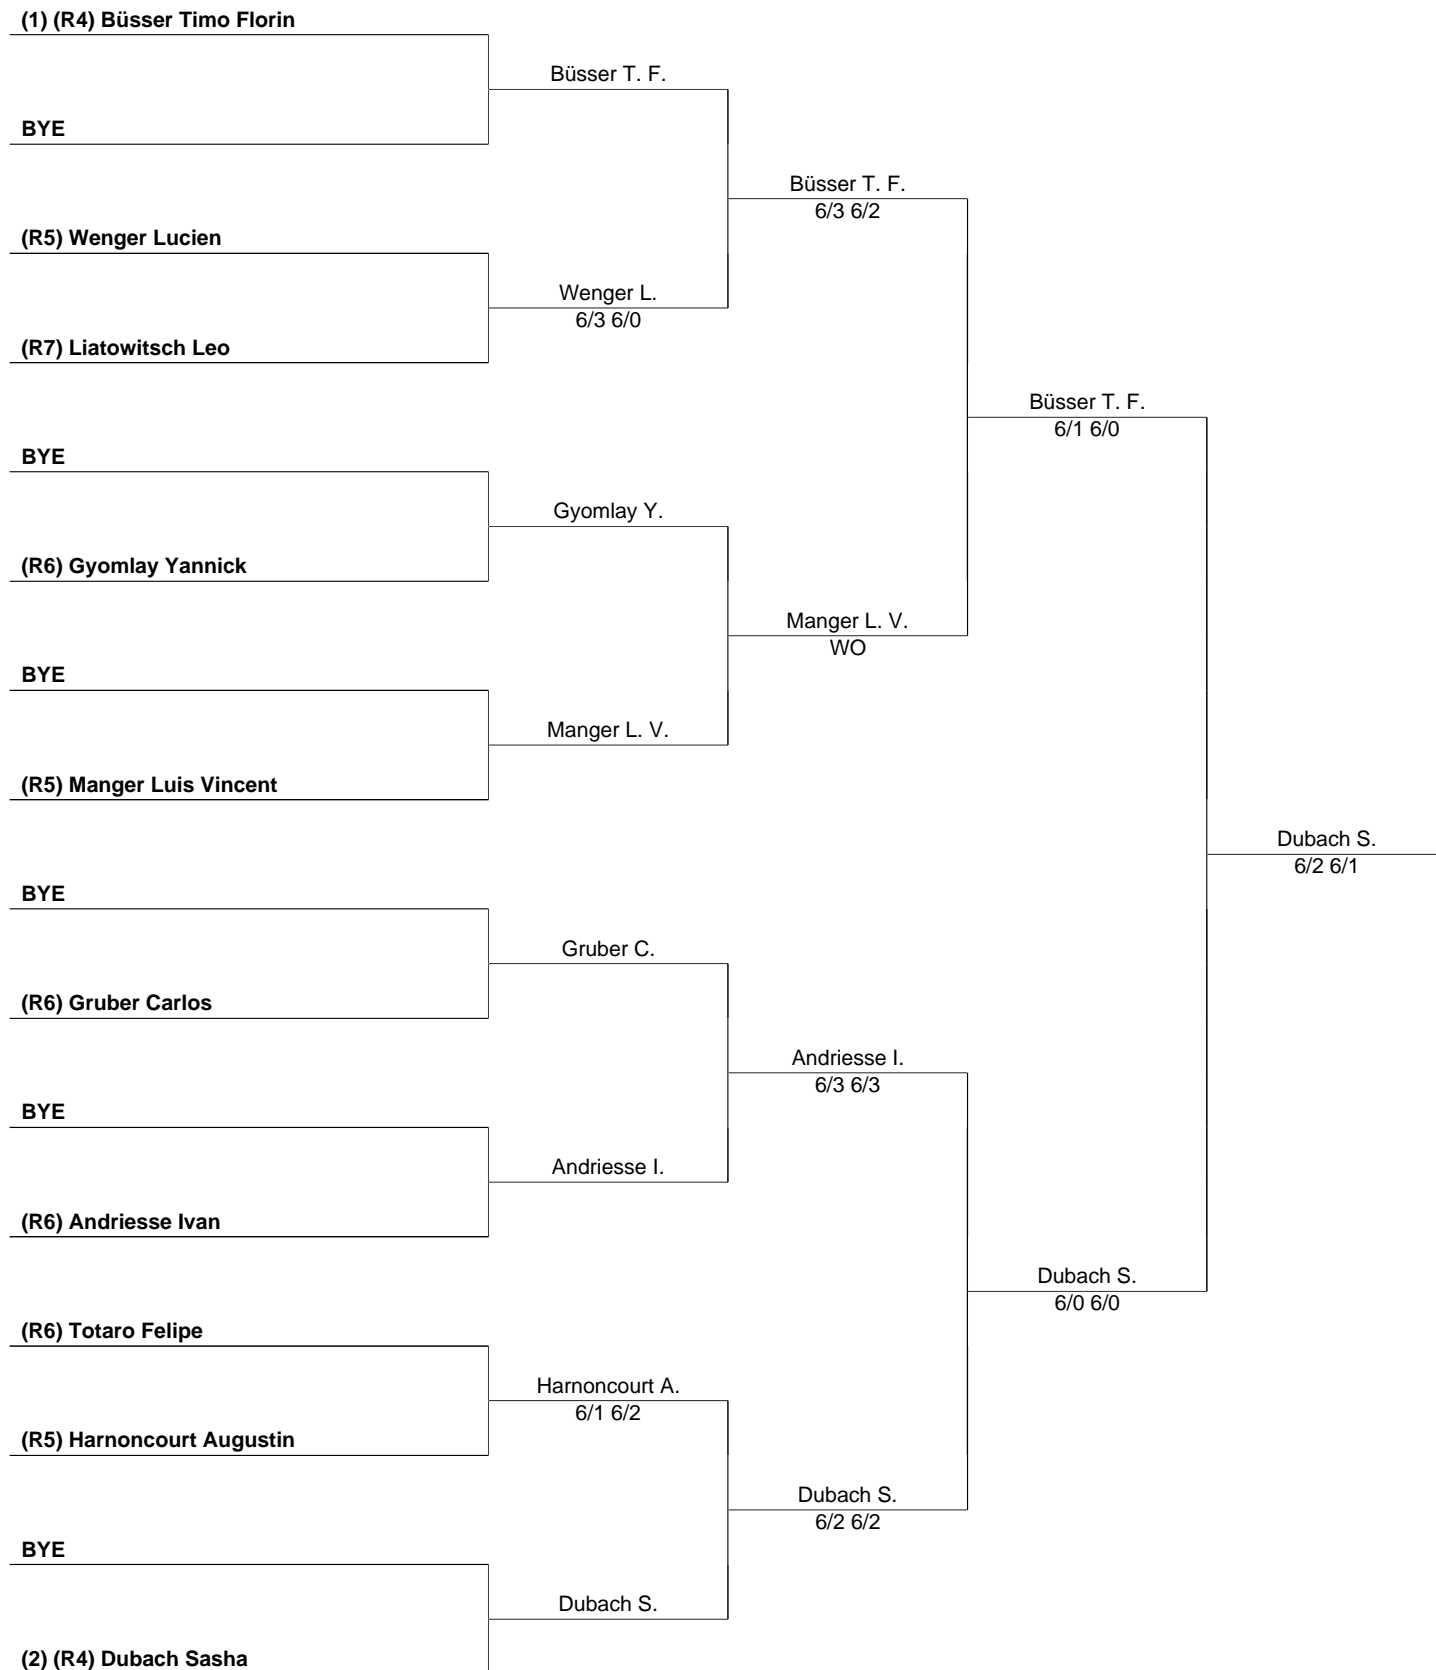 (1) (R4) Büsser Timo Florin
Büsser T. F.
BYE
Büsser T. F.
6/3 6/2
(R5) Wenger Lucien
Wenger L.
6/3 6/0
(R7) Liatowitsch Leo
Büsser T. F.
6/1 6/0
BYE
Gyomlay Y.
(R6) Gyomlay Yannick
Manger L. V.
WO
BYE
Manger L. V.
(R5) Manger Luis Vincent
Dubach S.
6/2 6/1
BYE
Gruber C.
(R6) Gruber Carlos
Andriesse I.
6/3 6/3
BYE
Andriesse I.
(R6) Andriesse Ivan
Dubach S.
6/0 6/0
(R6) Totaro Felipe
Harnoncourt A.
6/1 6/2
(R5) Harnoncourt Augustin
Dubach S.
6/2 6/2
BYE
Dubach S.
(2) (R4) Dubach Sasha